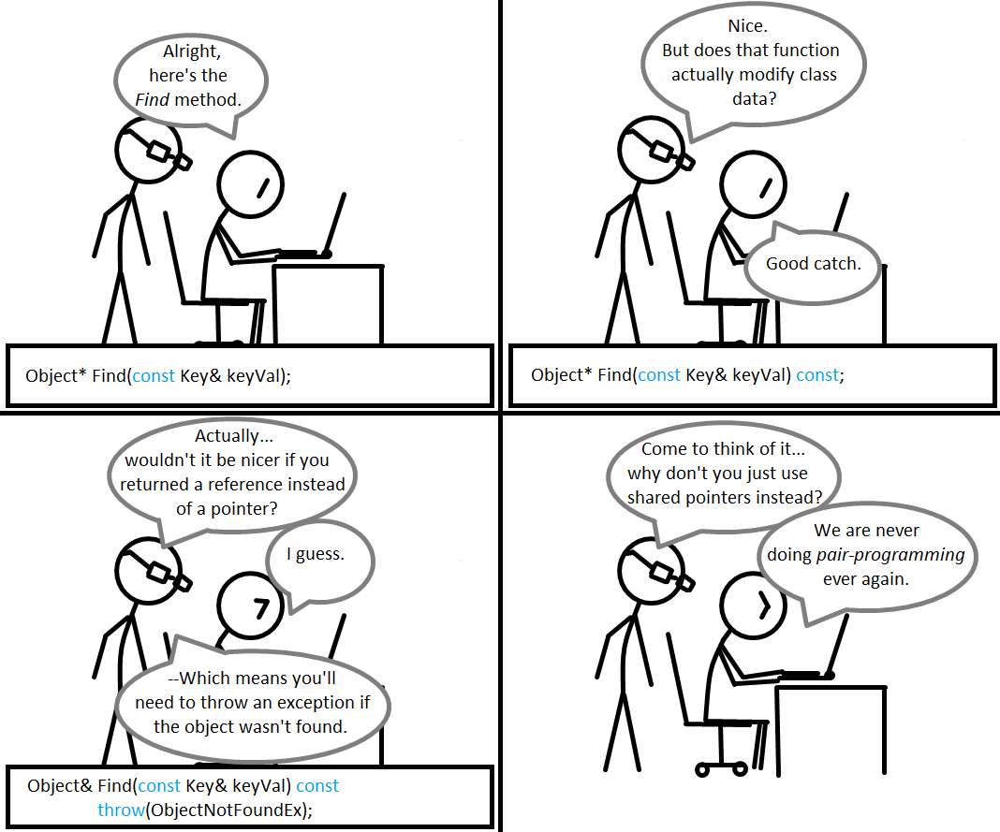 Alright,
here's the
Find method.
Object* Find(const Key& keyVal);
Nice.
But does that function
actually modify class
data?
Good catch.
Object* Find(const Key& keyVal) const;
Actually...
wouldn't it be nicer if you
returned a reference instead
of a pointer?
I guess.
--Which means you'll
need to throw an exception if
the object wasn't found.
Object& Find(const Key& keyVal) const
throw(ObjectNotFoundEx);
Come to think of it...
why don't you just use
shared pointers instead?
We are never
doing pair-programming
ever again.